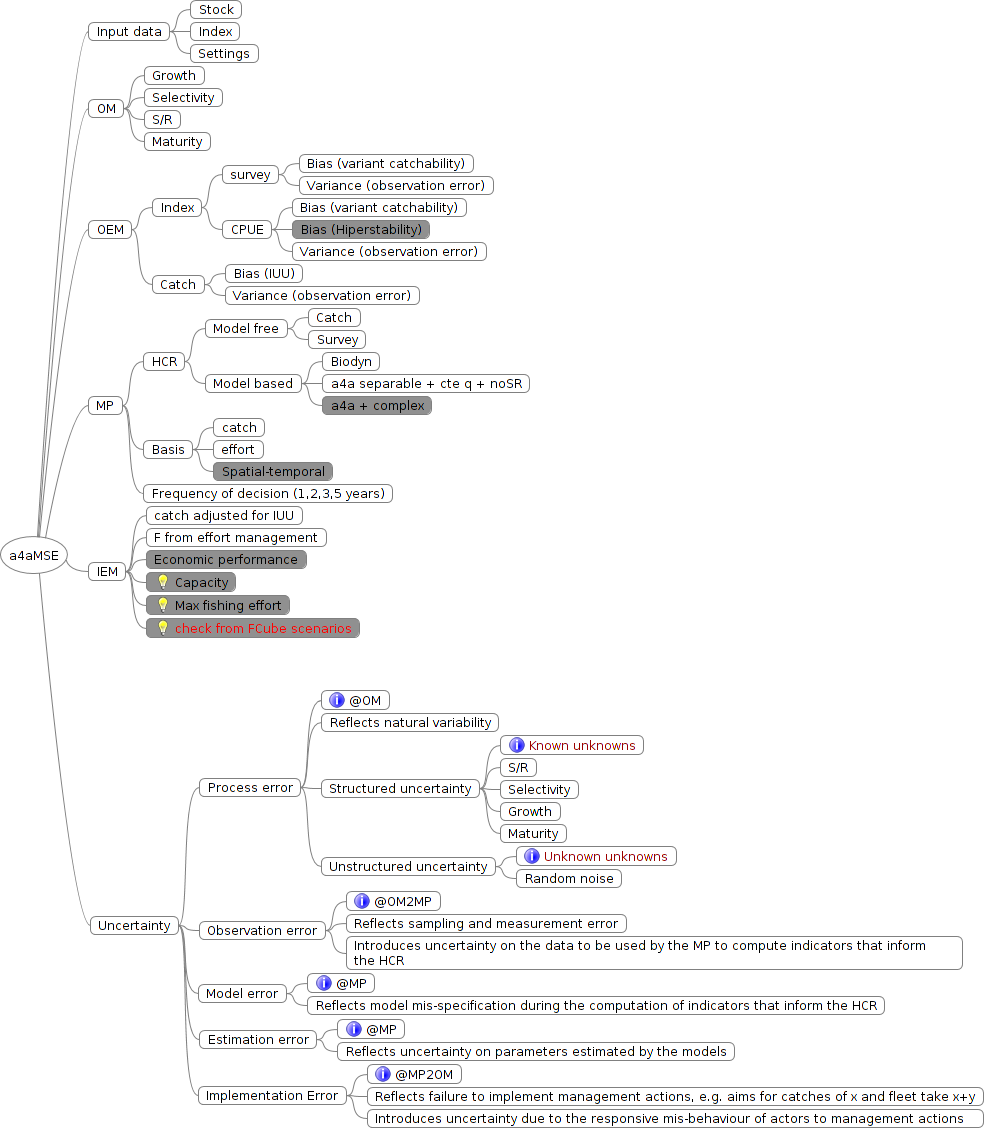 a4aMSE
Input data
Stock
Index
Settings
OM
Growth
Selectivity
S/R
Maturity
OEM
Index
survey
Bias (variant catchability)
Variance (observation error)
CPUE
Bias (variant catchability)
Bias (Hiperstability)
Variance (observation error)
Catch
Bias (IUU)
Variance (observation error)
MP
HCR
Model free
Catch
Survey
Model based
Biodyn
a4a separable + cte q + noSR
a4a + complex
Basis
catch
effort
Spatial-temporal
Frequency of decision (1,2,3,5 years)
IEM
catch adjusted for IUU
F from effort management
Economic performance
Capacity
Max fishing effort
check from FCube scenarios
Uncertainty
Process error
@OM
Reflects natural variability
Structured uncertainty
Known unknowns
S/R
Selectivity
Growth
Maturity
Unstructured uncertainty
Unknown unknowns
Random noise
Observation error
@OM2MP
Reflects sampling and measurement error
Introduces uncertainty on the data to be used by the MP to compute indicators that inform
the HCR
Model error
@MP
Reflects model mis-specification during the computation of indicators that inform the HCR
Estimation error
@MP
Reflects uncertainty on parameters estimated by the models
Implementation Error
@MP2OM
Reflects failure to implement management actions, e.g. aims for catches of x and fleet take x+y
Introduces uncertainty due to the responsive mis-behaviour of actors to management actions